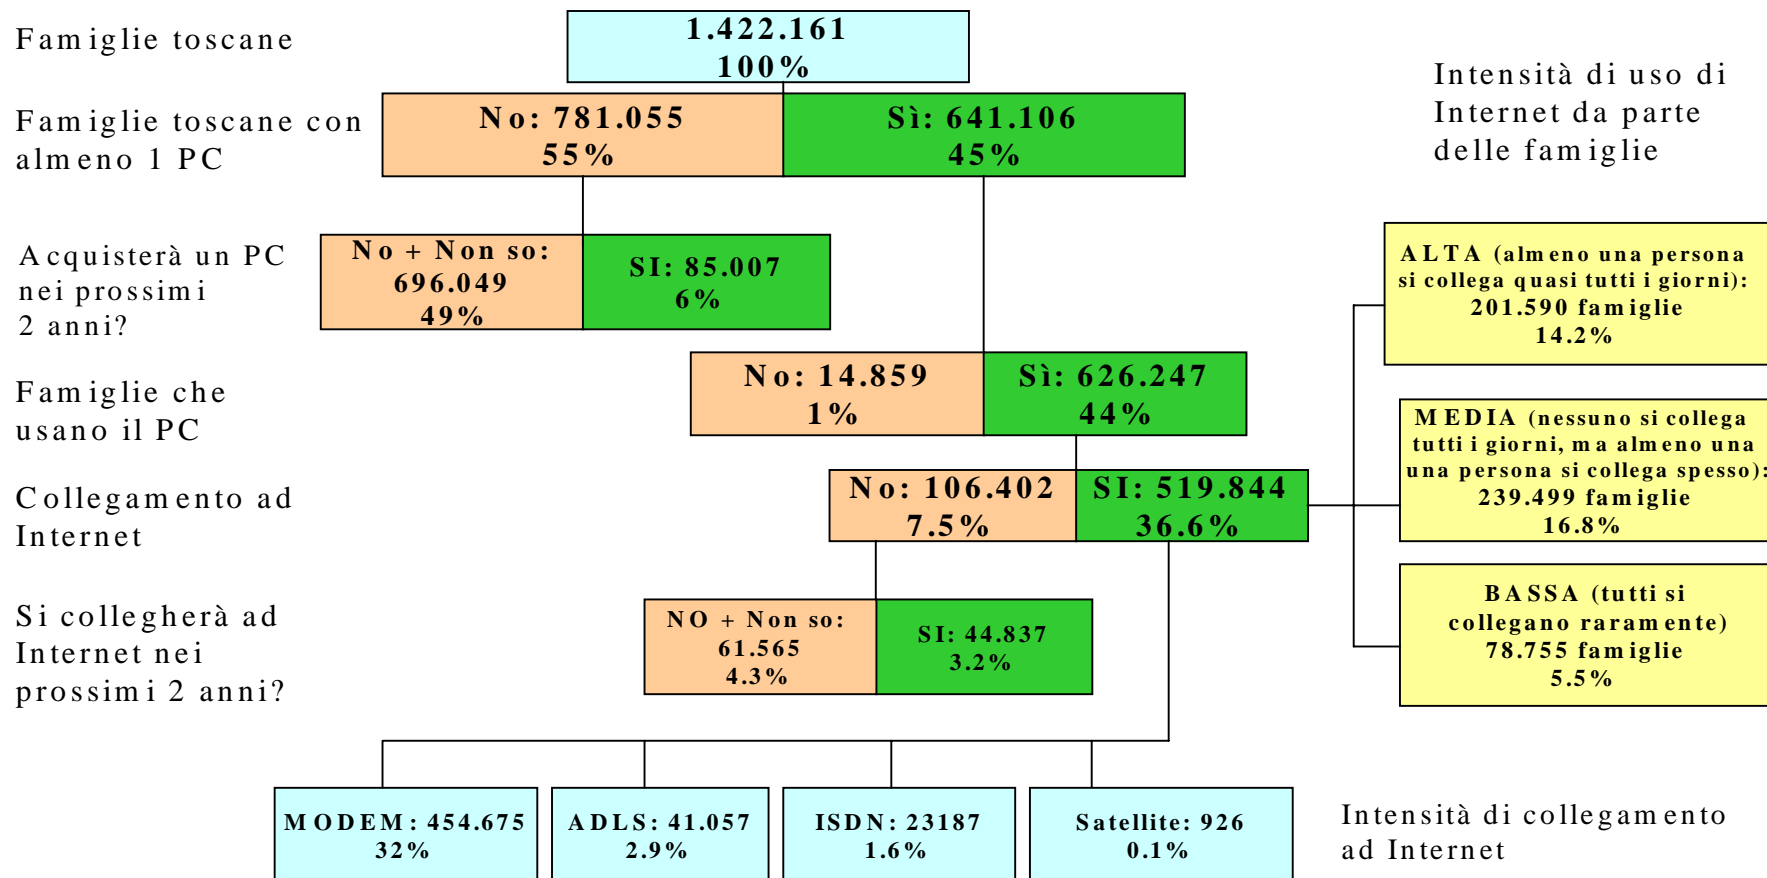 Famiglie toscane
1.422.161
100%
Famiglie toscane con
almeno 1 PC
No: 781.055
55%
Sì: 641.106
45%
Intensità di uso di
Internet da parte
delle famiglie
Acquisterà un PC
nei prossimi
2 anni?
No + Non so:
696.049
49%
SI: 85.007
6%
ALTA (almeno una persona
si collega quasi tutti i giorni):
201.590 famiglie
14.2%
Famiglie che
usano il PC
No: 14.859
1%
Sì: 626.247
44%
MEDIA (nessuno si collega
tutti i giorni, ma almeno una
una persona si collega spesso):
239.499 famiglie
16.8%
Collegamento ad
Internet
No: 106.402
7.5%
SI: 519.844
36.6%
BASSA (tutti si
collegano raramente)
78.755 famiglie
5.5%
Si collegherà ad
Internet nei
prossimi 2 anni?
NO + Non so:
61.565
4.3%
SI: 44.837
3.2%
MODEM: 454.675
32%
ADLS: 41.057
2.9%
ISDN: 23187
1.6%
Satellite: 926
0.1%
Intensità di collegamento
ad Internet